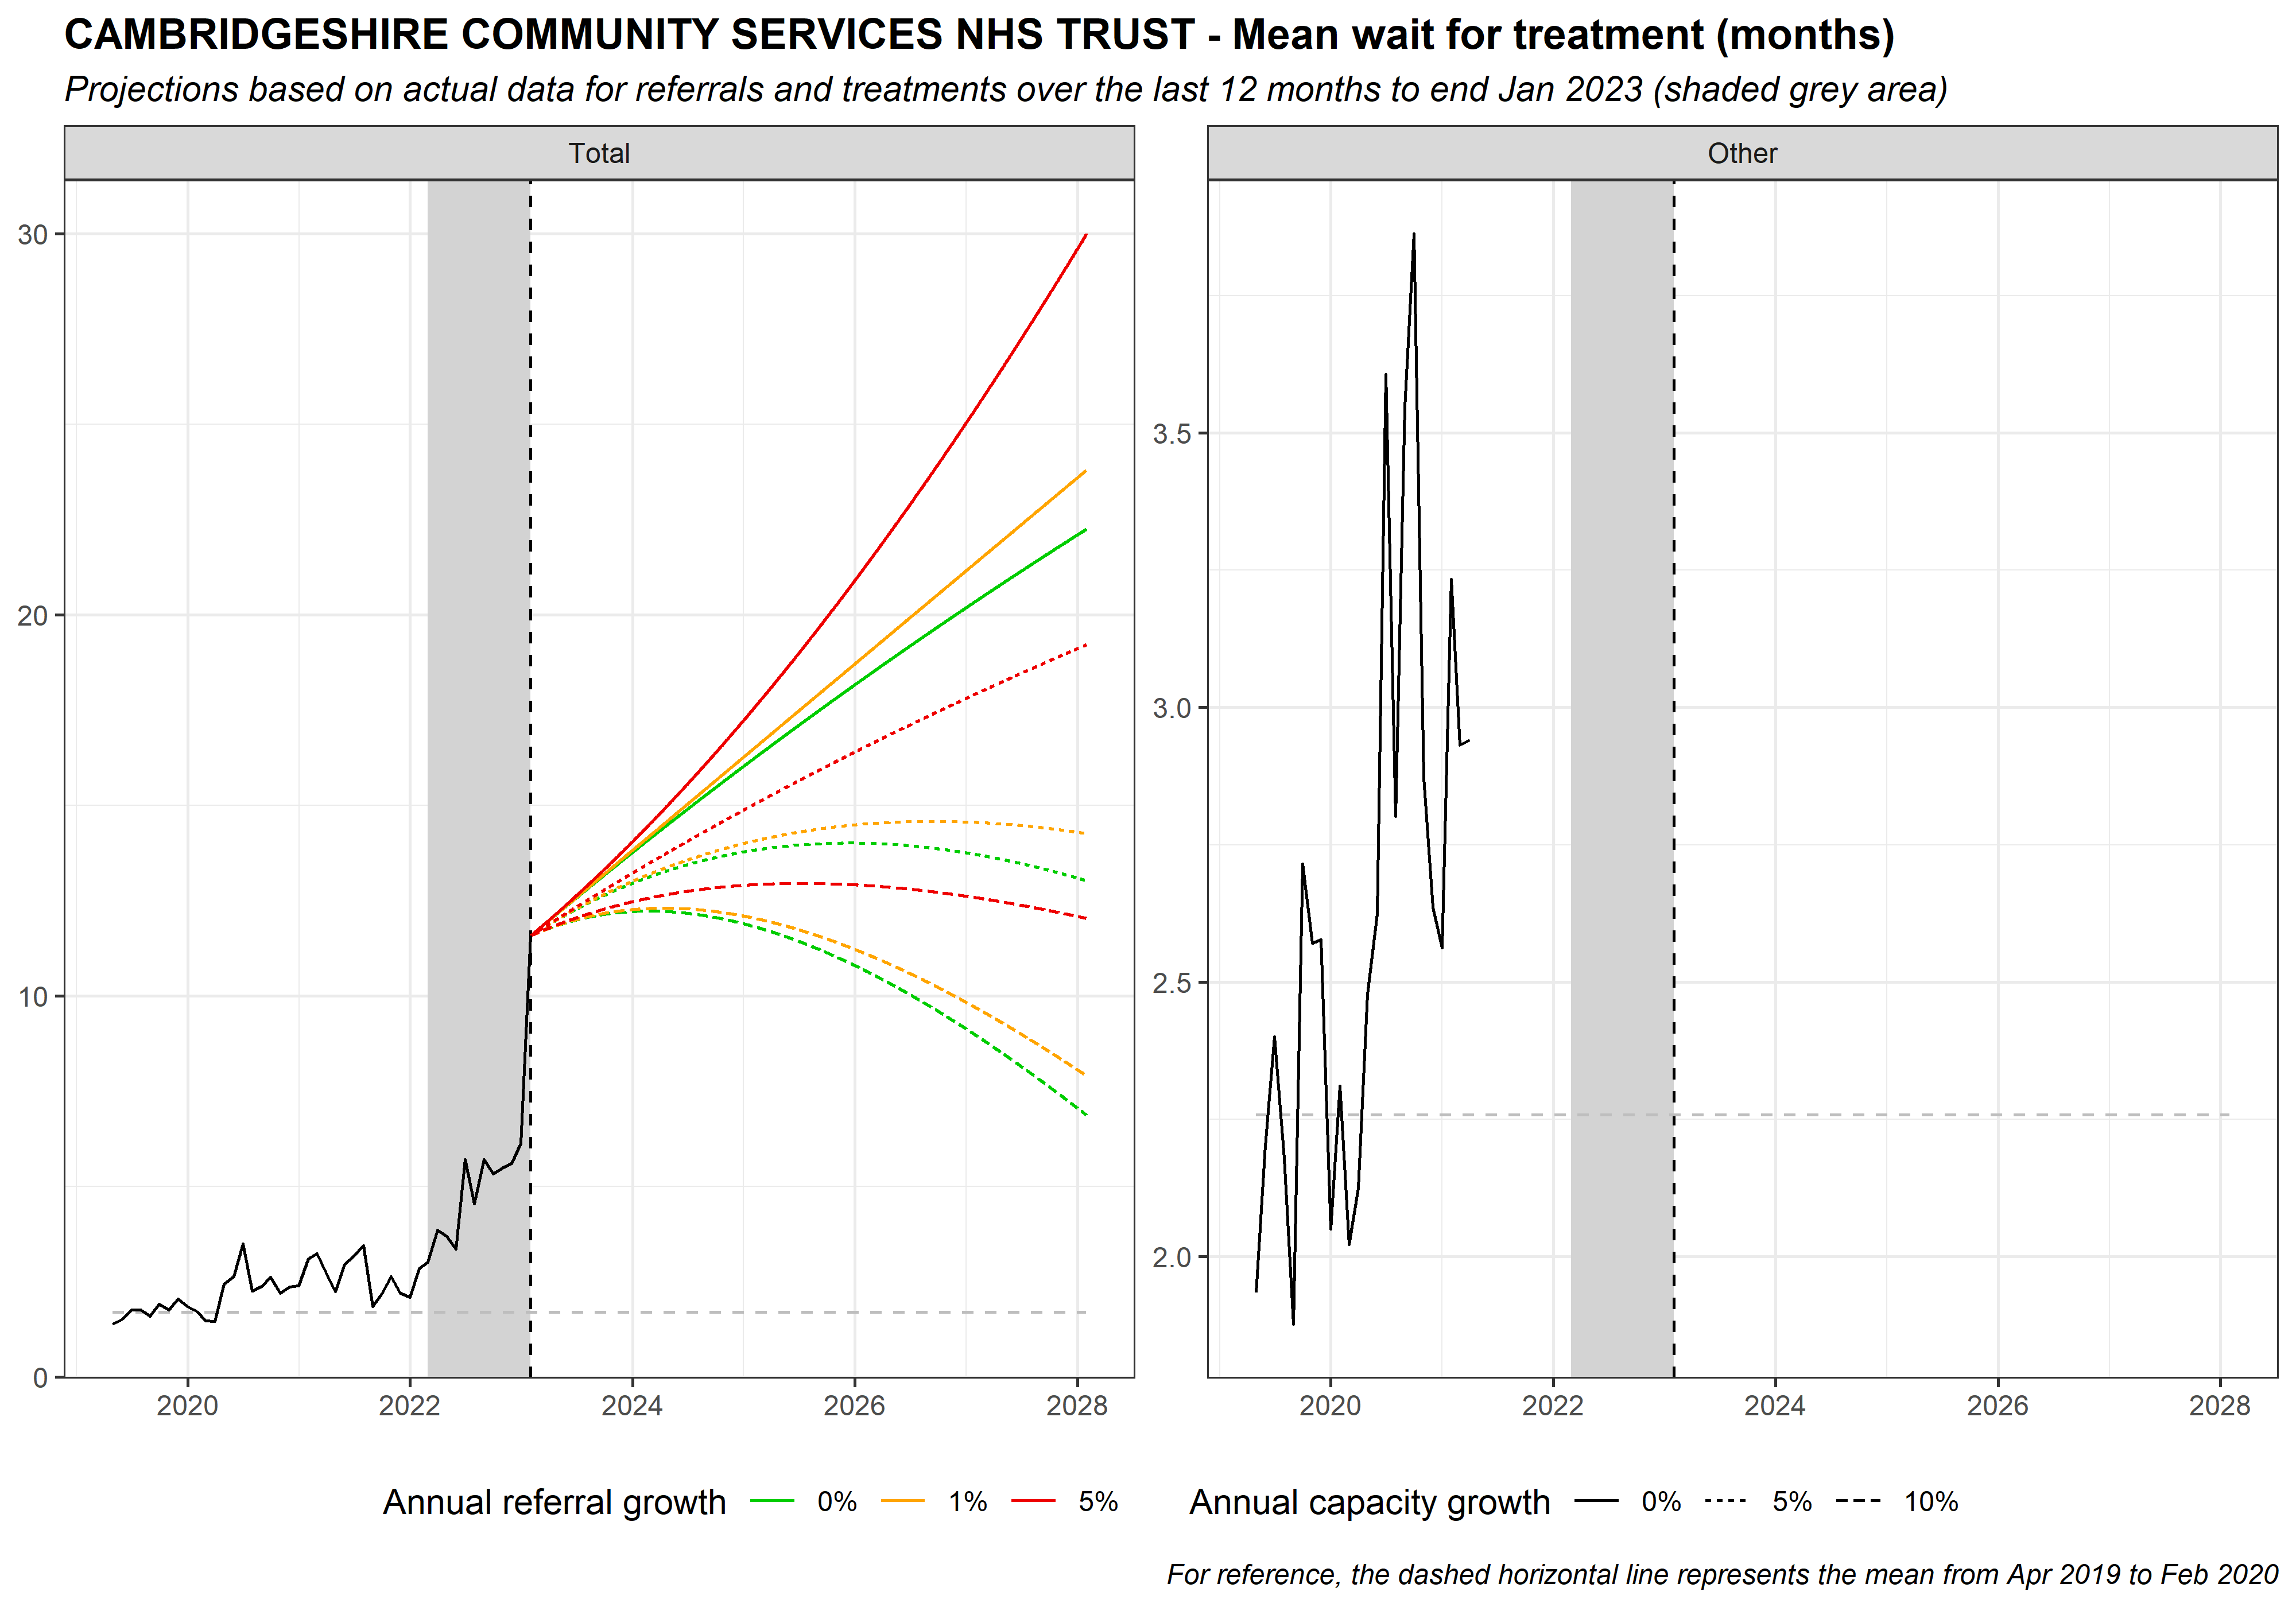 CAMBRIDGESHIRE COMMUNITY SERVICES NHS TRUST - Mean wait for treatment (months)
Projections based on actual data for referrals and treatments over the last 12 months to end Jan 2023 (shaded grey area)
Total
Other
30
20
10
0
3.5
3.0
2.5
2.0
2020 2022 2024 2026 2028
2020 2022 2024 2026 2028
Annual referral growth 0% 1% 5%
Annual capacity growth 0% 5% 10%
For reference, the dashed horizontal line represents the mean from Apr 2019 to Feb 2020